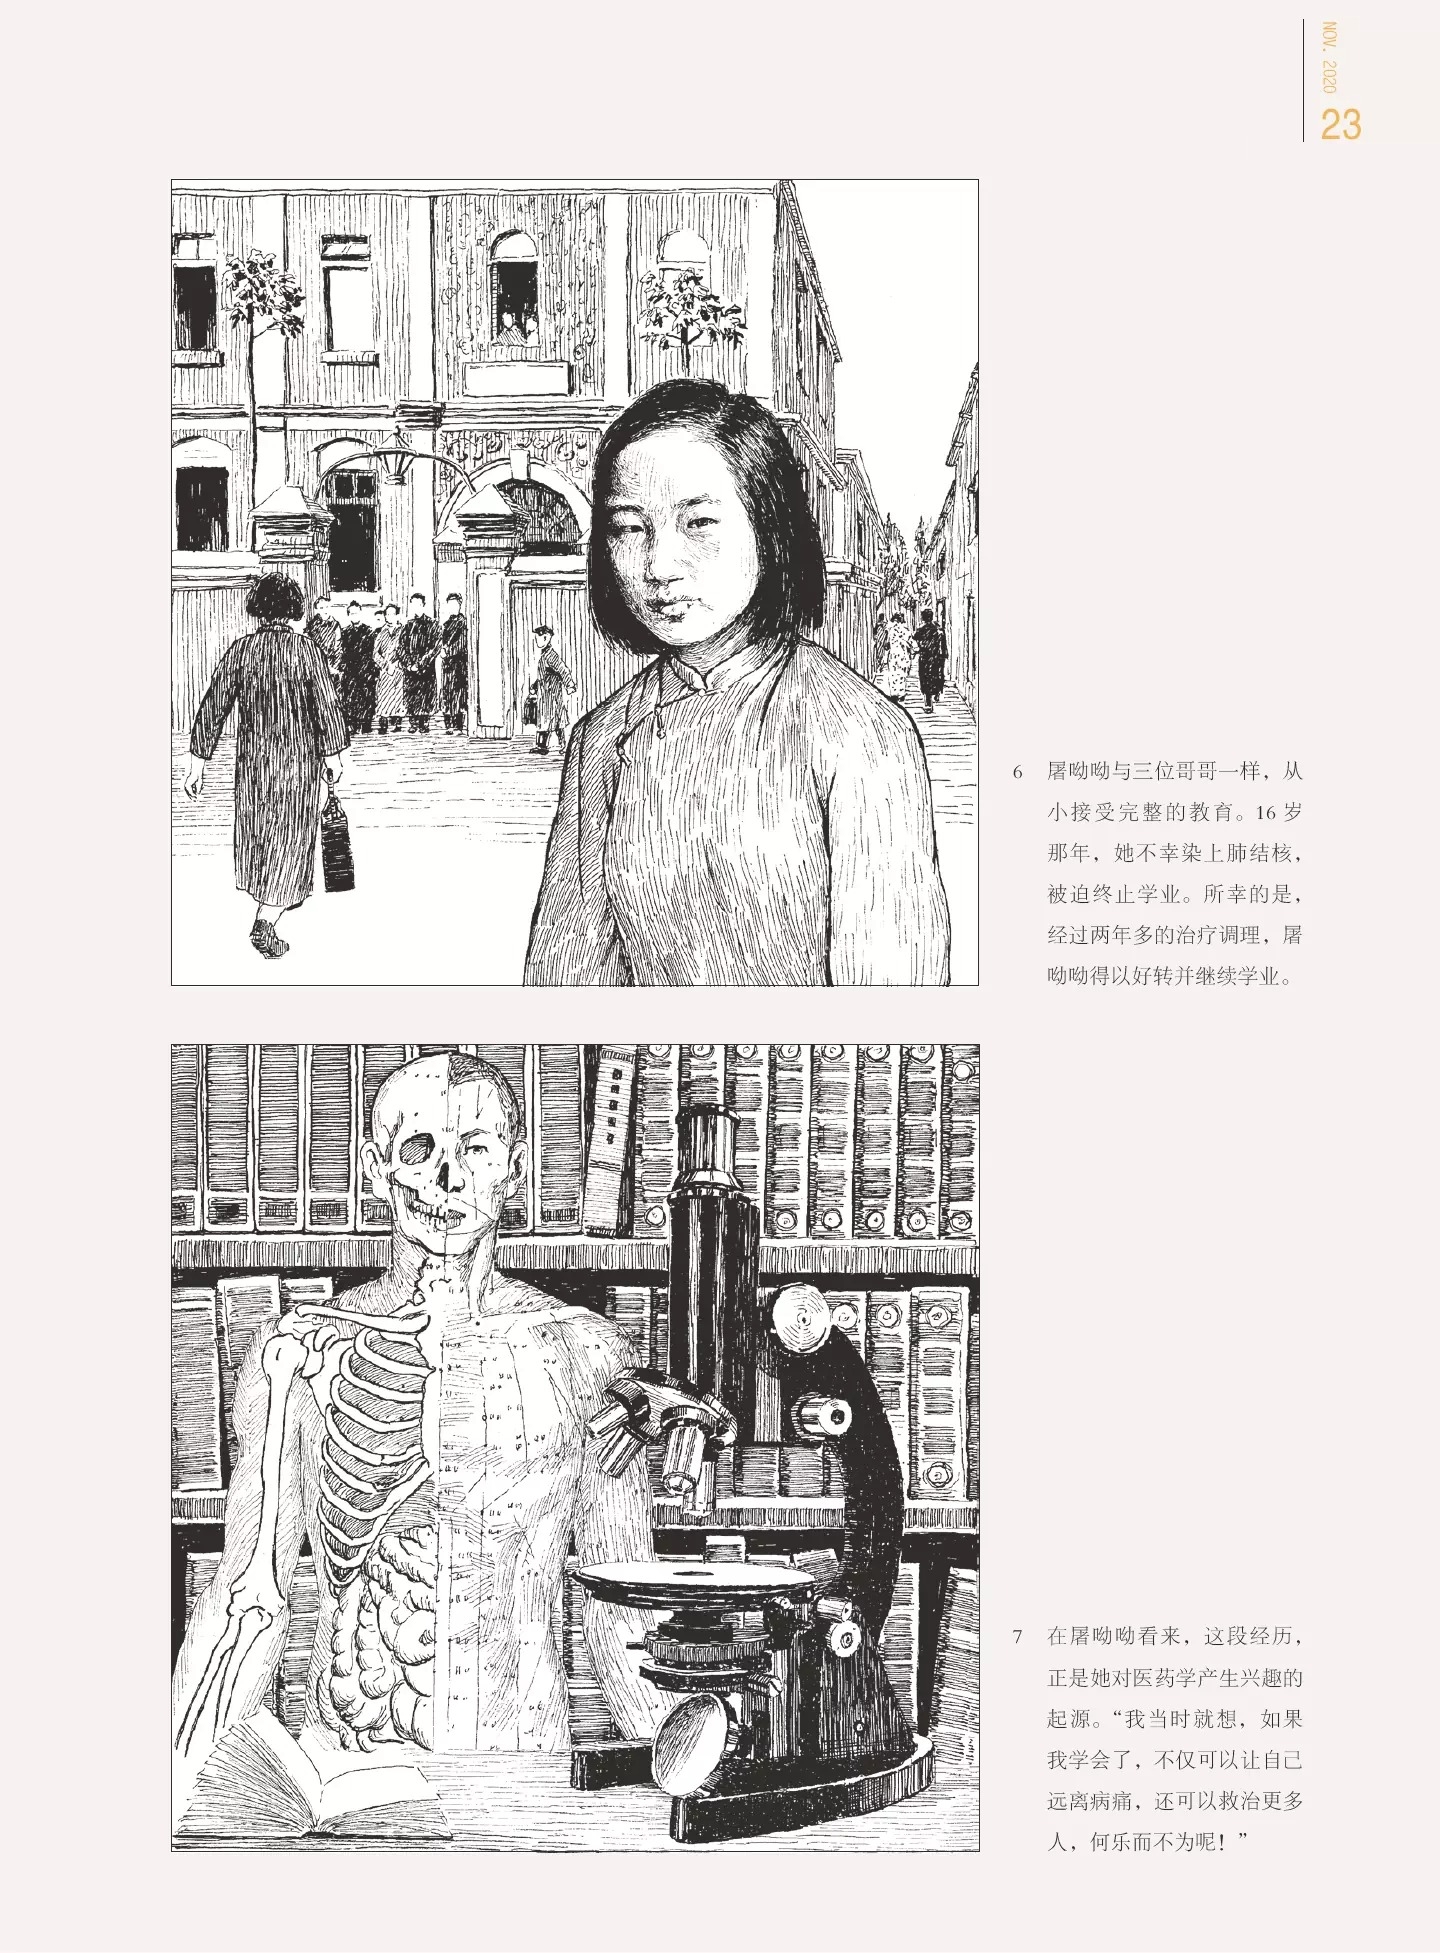 NOV. 2020
23
6 屠呦呦与三位哥哥一样，从
小接受完整的教育。16 岁
那年，她不幸染上肺结核，
被迫终止学业。所幸的是，
经过两年多的治疗调理，屠
呦呦得以好转并继续学业。
7 在屠呦呦看来，这段经历，
正是她对医药学产生兴趣的
起源。“我当时就想，如果
我学会了，不仅可以让自己
远离病痛，还可以救治更多
人，何乐而不为呢！”